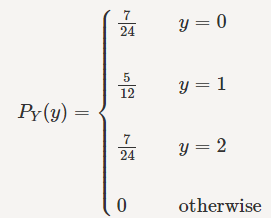 P_Y(y) = { 7/24 y = 0
5/12 y = 1
7/24 y = 2
0 otherwise